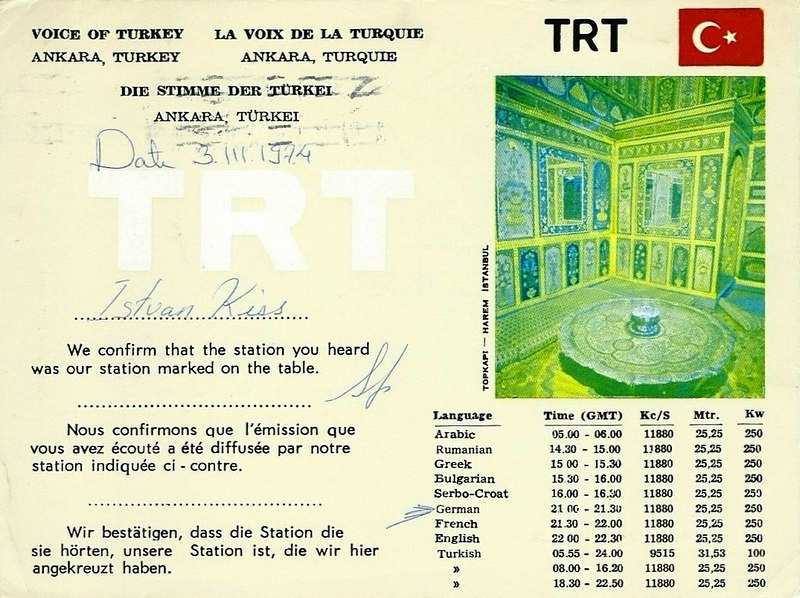 VOICE OF TURKEY
ANKARA, TURKEY
LA VOIX DE LA TURQUIE
ANKARA, TURQUIE
DIE STIMME DER TÜRKEI
ANKARA, TÜRKEI
TRT
Date 3.III 1974
TRT
Istvan Kiss
We confirm that the station you heard
was our station marked on the table.
Nous confirmons que l'émission que
vous avez écouté a été diffusée par notre
station indiquée ci - contre.
Wir bestätigen, dass die Station die
sie hörten, unsere Station ist, die wir hier
angekreuzt haben.
TOPKAPI — HAREM İSTANBUL
Language Time (GMT) Kc/S Mtr. Kw
Arabic 05.00 - 06.00 11880 25,25 250
Rumanian 14.30 - 15.00 11880 25,25 250
Greek 15 00 - 15.30 11880 25,25 250
Bulgarian 15 30 - 16.00 11880 25,25 250
Serbo-Croat 16.00 - 16.30 11880 25,25 250
German 21 00 - 21.30 11880 25,25 250
French 21.30 - 22.00 11880 25,25 250
English 22 00 - 22.30 11880 25,25 250
Turkish 05.55 - 24.00 9515 31,53 100
» 08.00 - 16.20 11880 25,25 250
» 18.30 - 22.50 11880 25,25 250